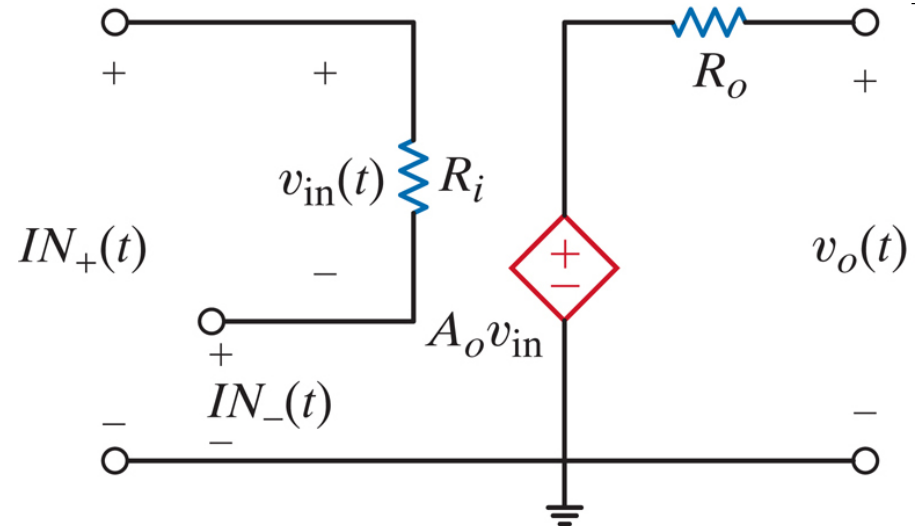 + + R_o +
v_in(t) R_i
IN_+(t) − + − v_o(t)
+ A_o v_in
IN_−(t)
− − −